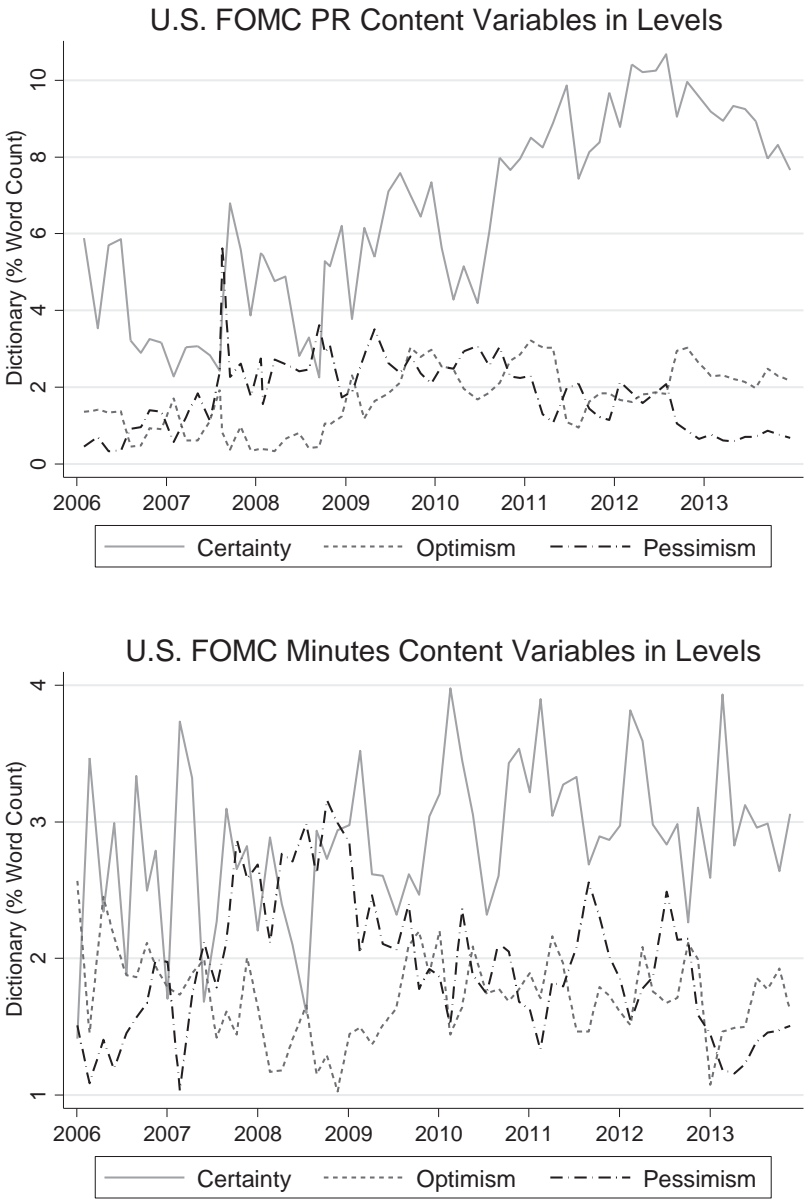 U.S. FOMC PR Content Variables in Levels
Dictionary (% Word Count)
10
8
6
4
2
0
2006 2007 2008 2009 2010 2011 2012 2013
Certainty Optimism Pessimism
U.S. FOMC Minutes Content Variables in Levels
Dictionary (% Word Count)
4
3
2
1
2006 2007 2008 2009 2010 2011 2012 2013
Certainty Optimism Pessimism